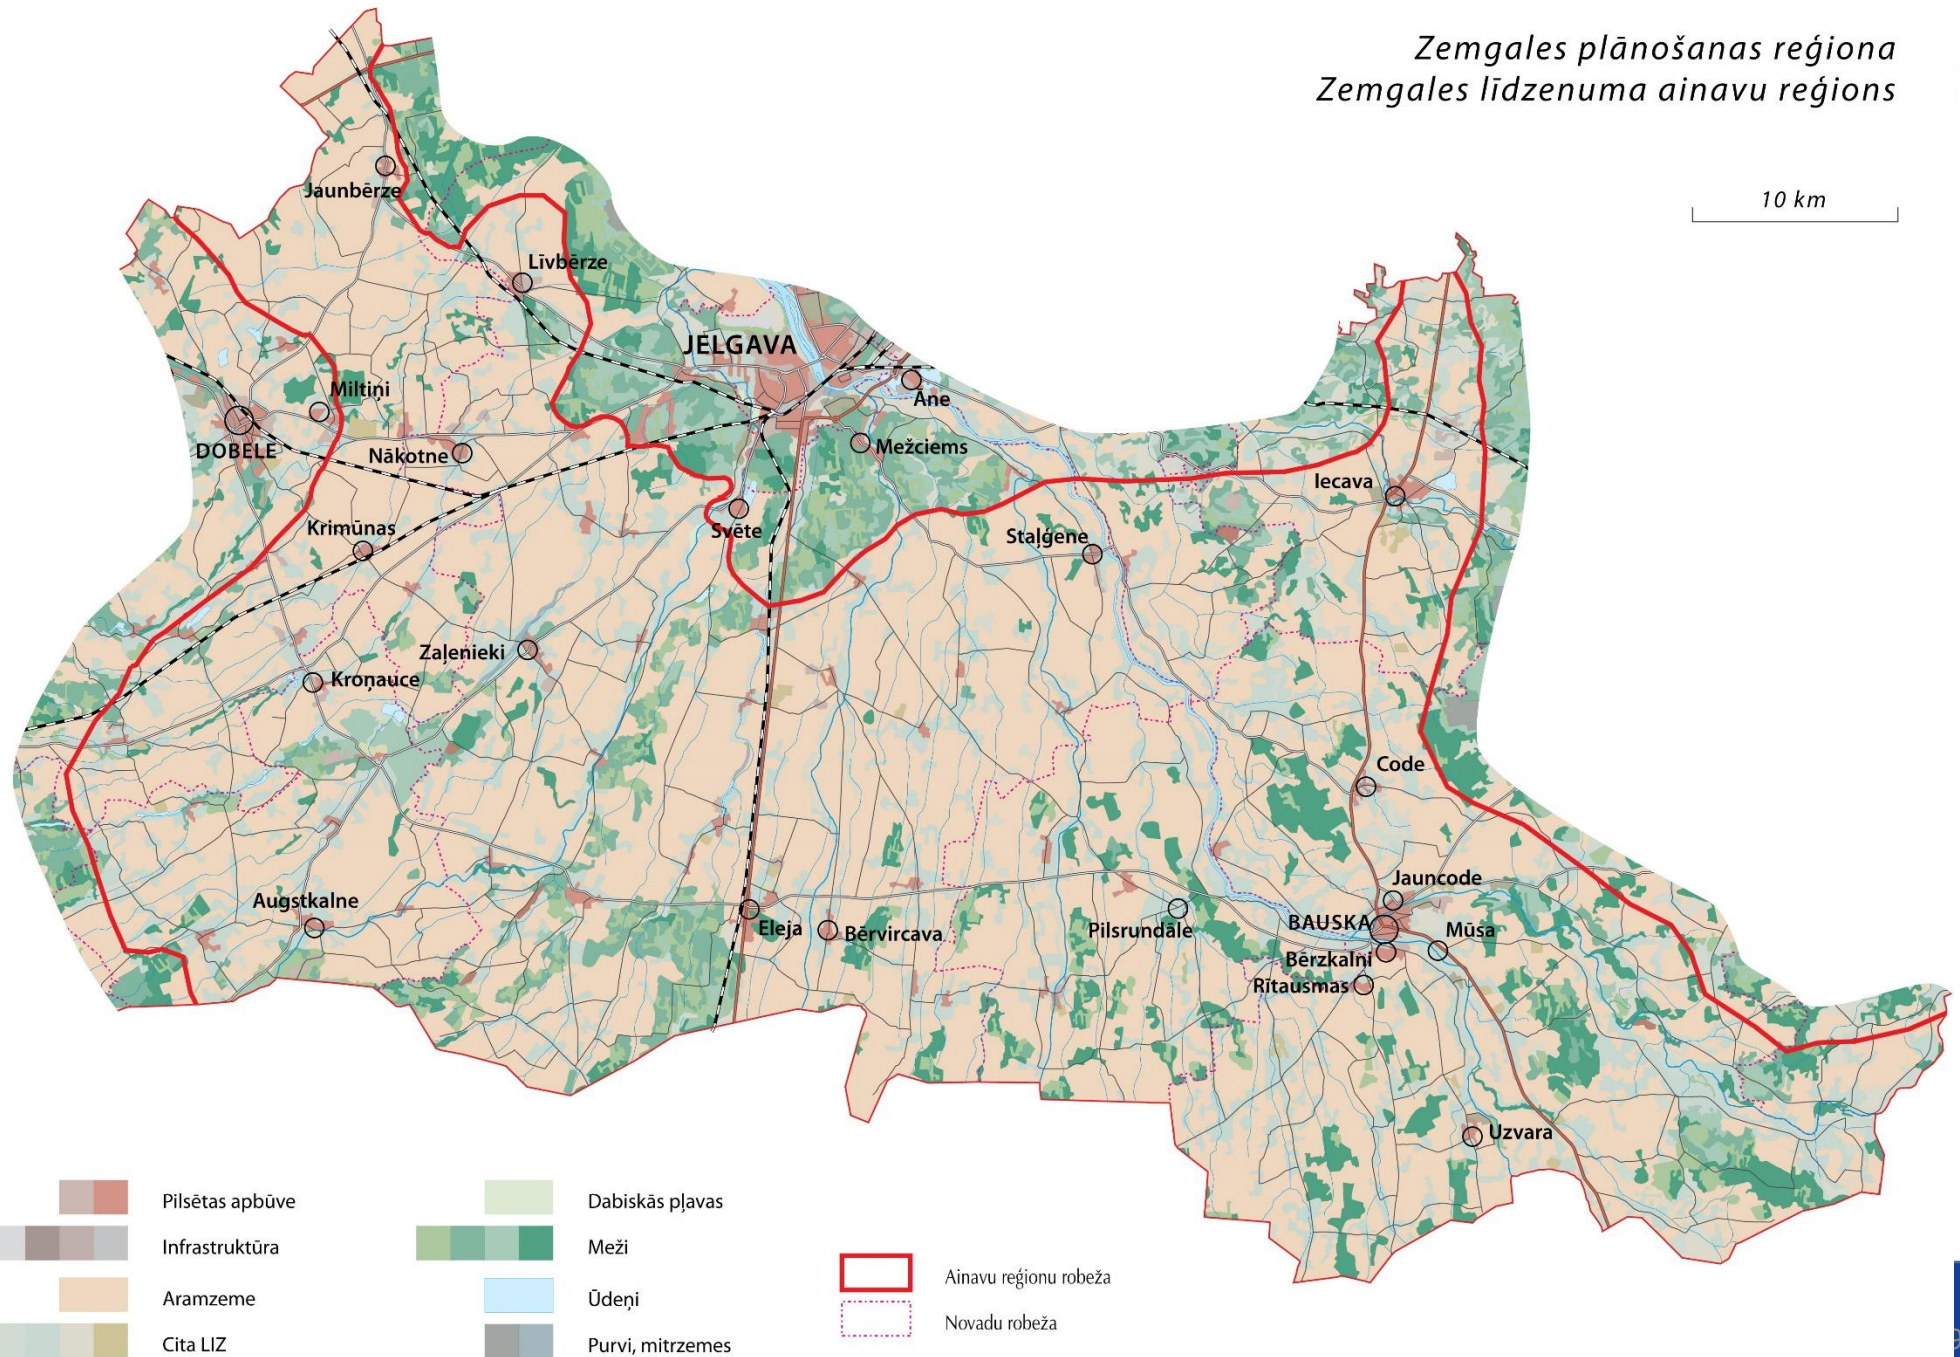 Zemgales plānošanas reģiona
Zemgales līdzenuma ainavu reģions
10 km
Jaunbērze
Līvbērze
JELGAVA
Miltiņi
Āne
DOBELE
Nākotne
Mežciems
Iecava
Krimūnas
Svēte
Staļģene
Zaļenieki
Kroņauce
Code
Jauncode
Augstkalne
BAUSKA
Mūsa
Eleja
Bērvircava
Pilsrundāle
Bērzkalni
Rītausmas
Uzvara
Pilsētas apbūve
Infrastruktūra
Aramzeme
Cita LIZ
Dabiskās pļavas
Meži
Ūdeņi
Purvi, mitrzemes
Ainavu reģionu robeža
Novadu robeža